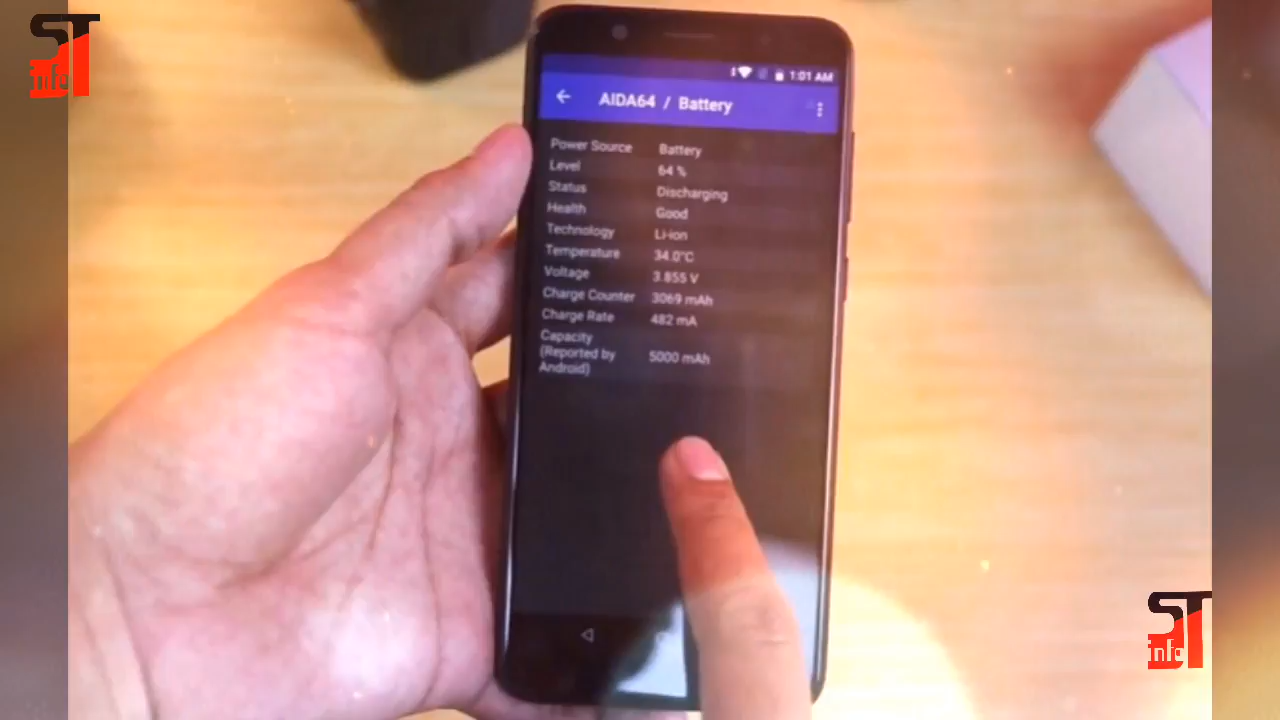 ST
info
1:01 AM
AIDA64 / Battery
Power Source Battery
Level 64 %
Status Discharging
Health Good
Technology Li-ion
Temperature 34.0°C
Voltage 3.855 V
Charge Counter 3069 mAh
Charge Rate 482 mA
Capacity
(Reported by 5000 mAh
Android)
ST
info